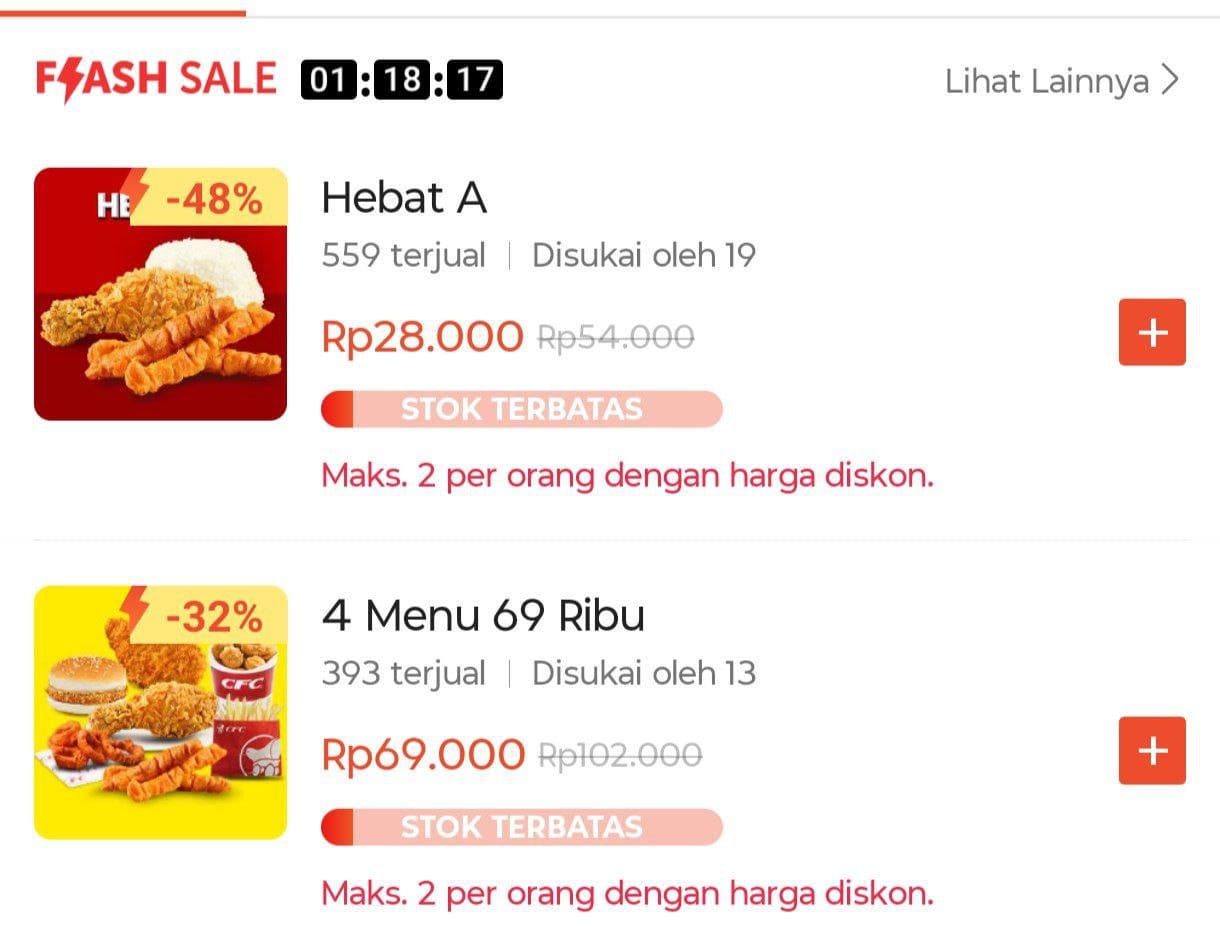 FLASH SALE 01:18:17 Lihat Lainnya >
-48%
Hebat A
559 terjual | Disukai oleh 19
Rp28.000 Rp54.000
STOK TERBATAS
Maks. 2 per orang dengan harga diskon.
-32%
4 Menu 69 Ribu
393 terjual | Disukai oleh 13
CFC
CFC
Rp69.000 Rp102.000
STOK TERBATAS
Maks. 2 per orang dengan harga diskon.